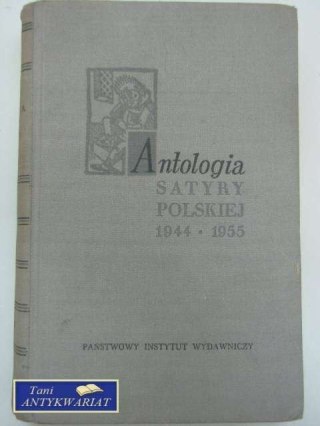 Antologia
SATYRY
POLSKIEJ
1944 • 1955
PAŃSTWOWY INSTYTUT WYDAWNICZY
Tani
ANTYKWARIAT